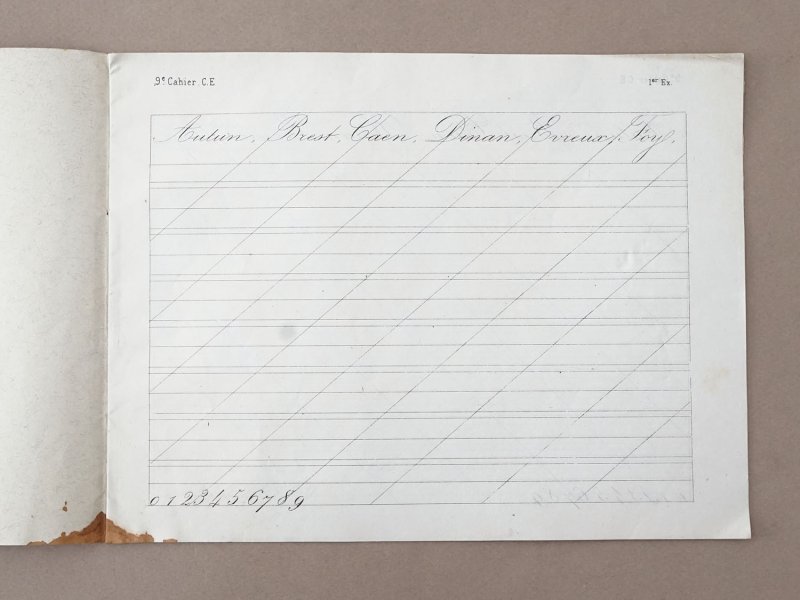 9e. Cahier. C.E
1er Ex.
Autun. Brest. Caen. Dinan. Evreux. Foy.
0 1 2 3 4 5 6 7 8 9